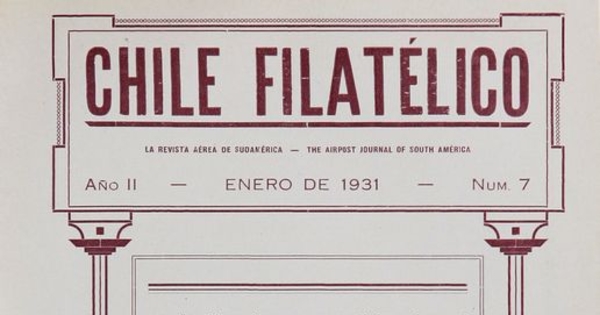 CHILE FILATÉLICO
LA REVISTA AÉREA DE SUDAMÉRICA — THE AIRPOST JOURNAL OF SOUTH AMÉRICA
AÑO II — ENERO DE 1931 — NUM. 7